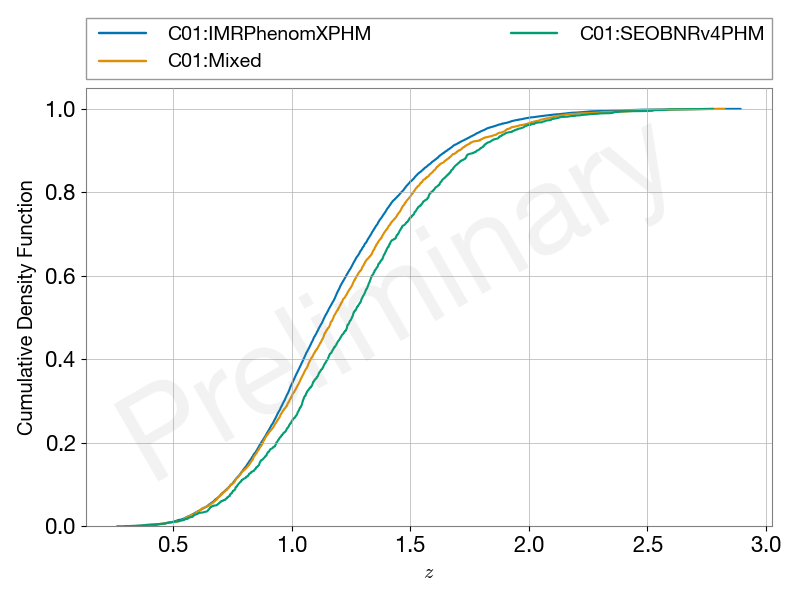 C01:IMRPhenomXPHM
C01:Mixed
C01:SEOBNRv4PHM
Cumulative Density Function
1.0
0.8
0.6
0.4
0.2
0.0
0.5
1.0
1.5
2.0
2.5
3.0
z
Preliminary